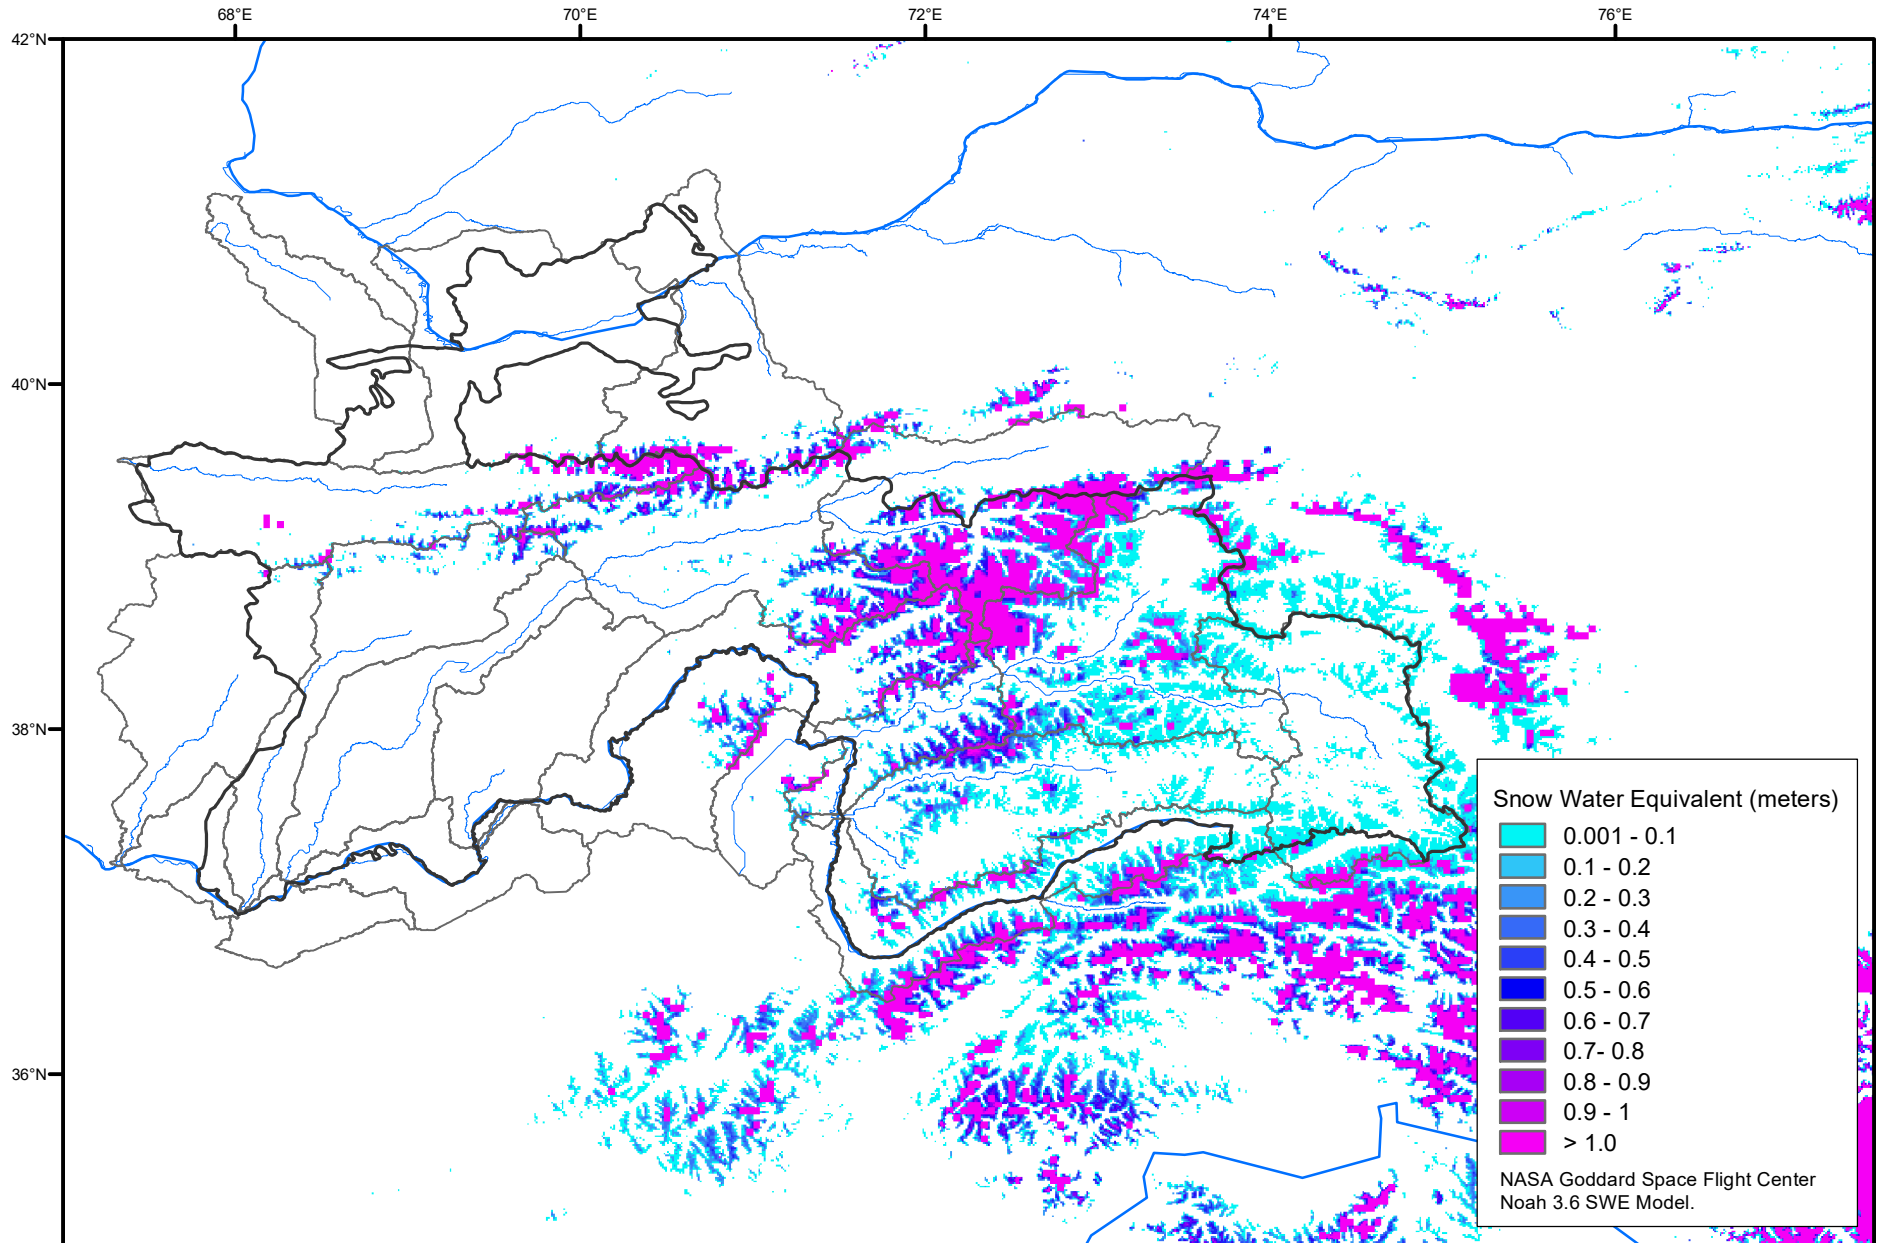 68°E
70°E
72°E
74°E
76°E
42°N
40°N
38°N
36°N
Snow Water Equivalent (meters)
0.001 - 0.1
0.1 - 0.2
0.2 - 0.3
0.3 - 0.4
0.4 - 0.5
0.5 - 0.6
0.6 - 0.7
0.7- 0.8
0.8 - 0.9
0.9 - 1
> 1.0
NASA Goddard Space Flight Center
Noah 3.6 SWE Model.